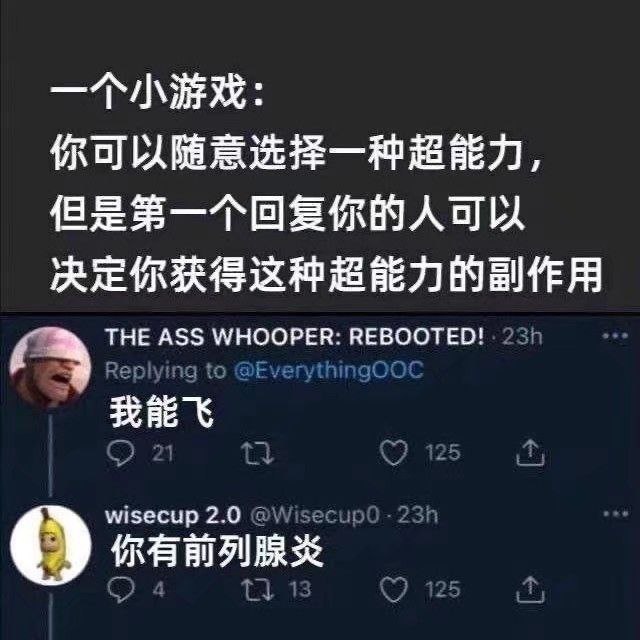 一个小游戏：
你可以随意选择一种超能力，
但是第一个回复你的人可以
决定你获得这种超能力的副作用
THE ASS WHOOPER: REBOOTED! · 23h
Replying to @EverythingOOC
我能飞
21 125
wisecup 2.0 @Wisecup0 · 23h
你有前列腺炎
4 13 125